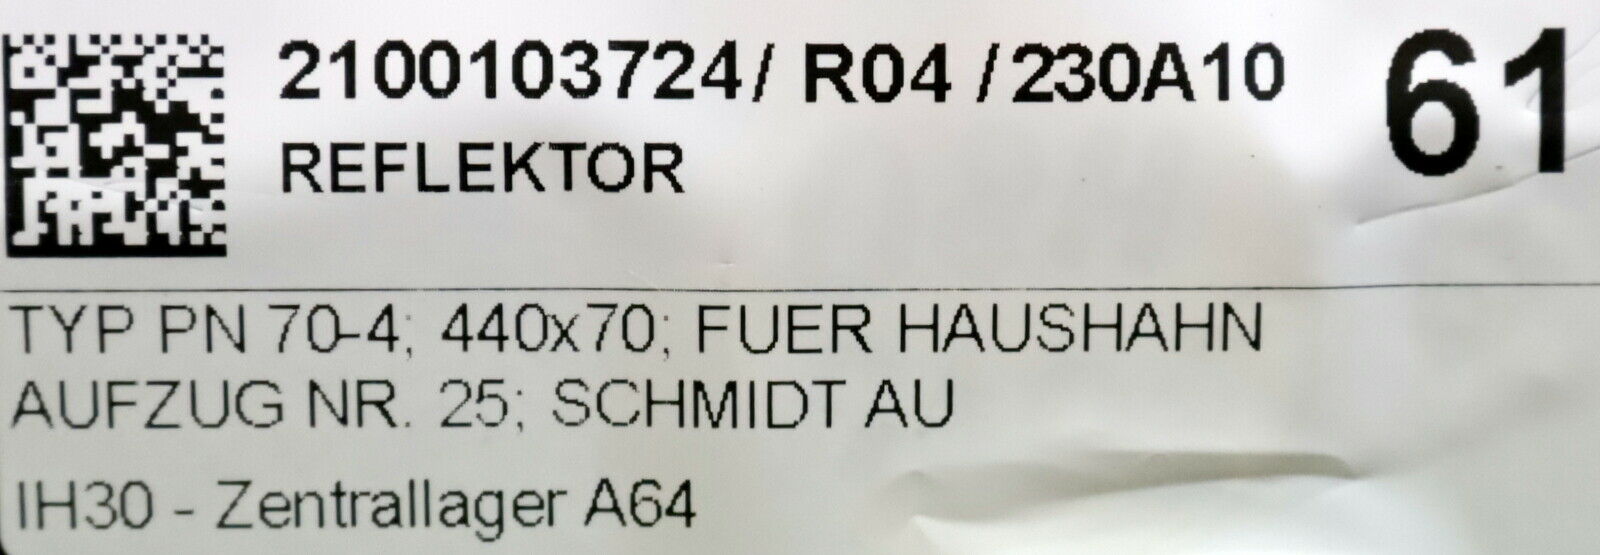 2100103724/ R04 /230A10 61
REFLEKTOR
TYP PN 70-4; 440x70; FUER HAUSHAHN
AUFZUG NR. 25; SCHMIDT AU
IH30 - Zentrallager A64